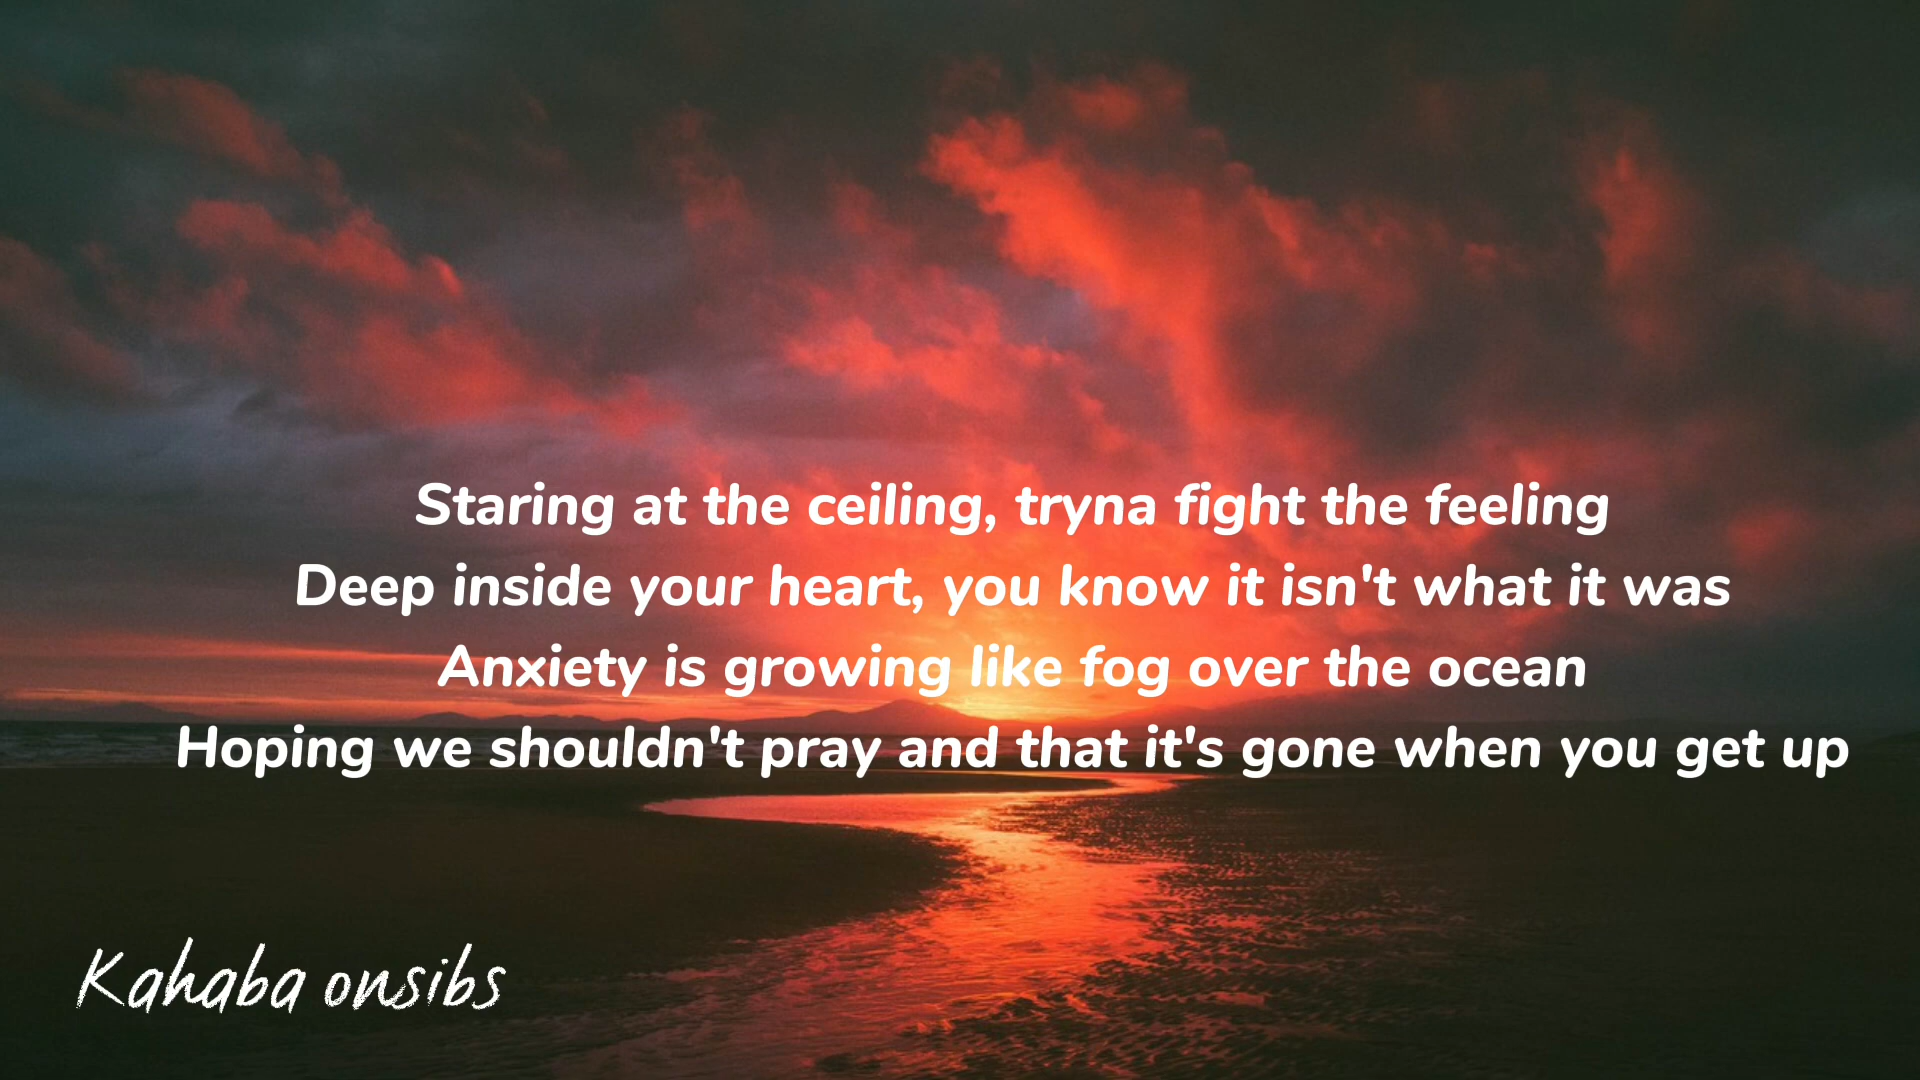 Staring at the ceiling, tryna fight the feeling
Deep inside your heart, you know it isn't what it was
Anxiety is growing like fog over the ocean
Hoping we shouldn't pray and that it's gone when you get up
Kahaba onsibs